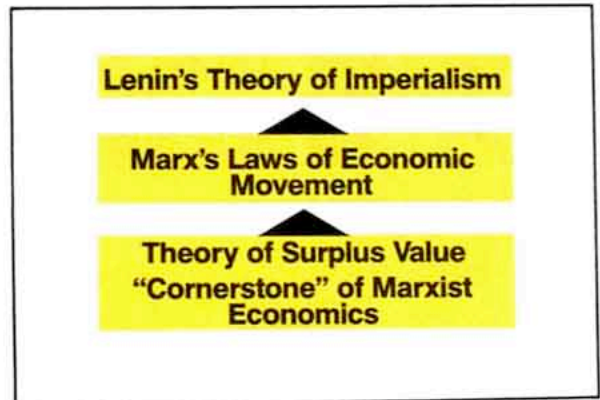 Lenin's Theory of Imperialism
Marx's Laws of Economic
Movement
Theory of Surplus Value
“Cornerstone” of Marxist
Economics